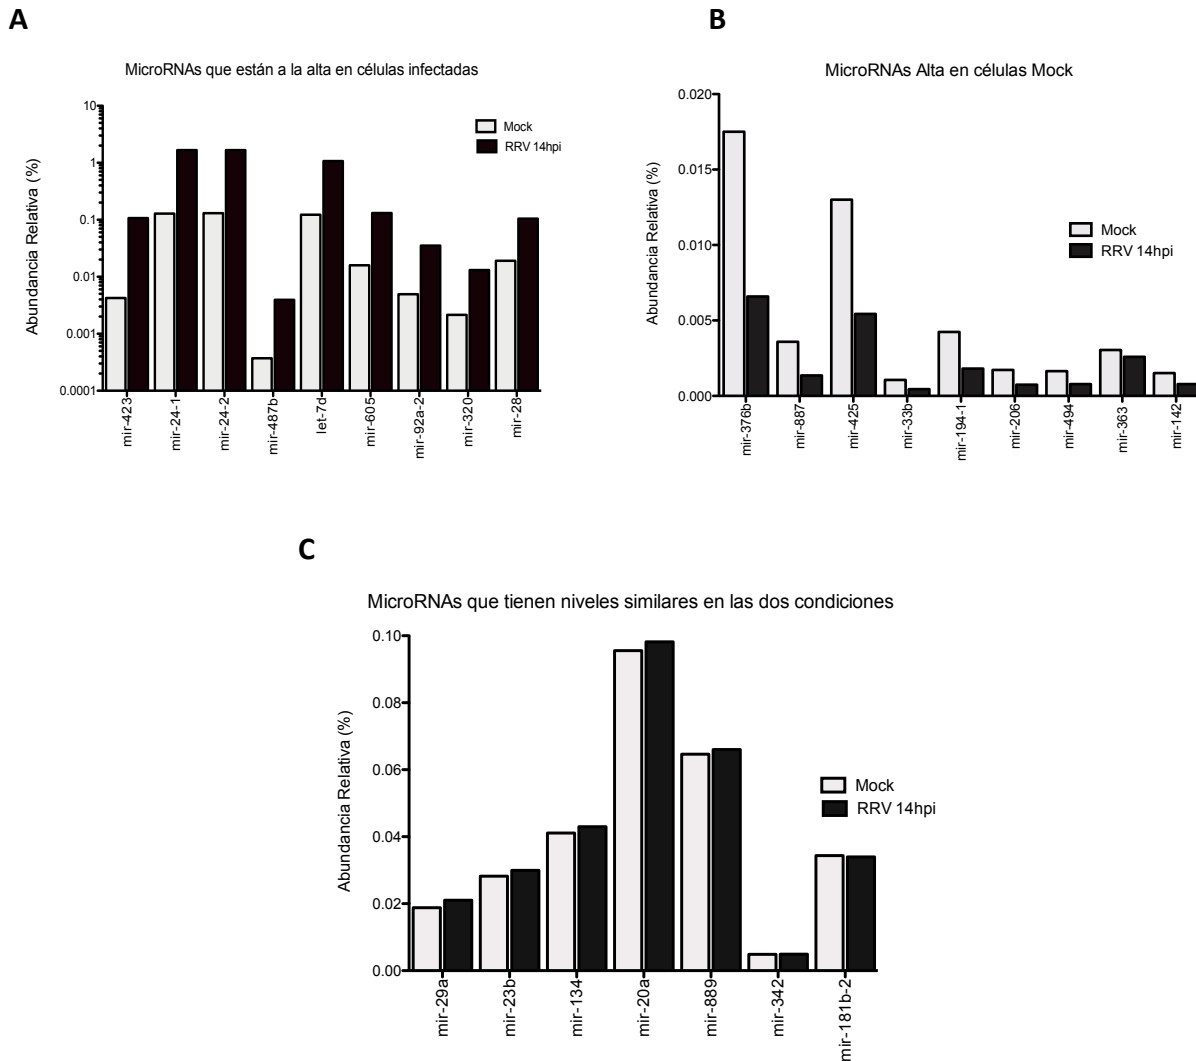 A
MicroRNAs que están a la alta en células infectadas
Abundancia Relativa (%)
10
1
0.1
0.01
0.001
0.0001
Mock
RRV 14hpi
mir-423
mir-24-1
mir-24-2
mir-487b
let-7d
mir-605
mir-92a-2
mir-320
mir-28
B
MicroRNAs Alta en células Mock
Abundancia Relativa (%)
0.020
0.015
0.010
0.005
0.000
Mock
RRV 14hpi
mir-376b
mir-887
mir-425
mir-33b
mir-194-1
mir-206
mir-494
mir-363
mir-142
C
MicroRNAs que tienen niveles similares en las dos condiciones
Abundancia Relativa (%)
0.10
0.08
0.06
0.04
0.02
0.00
Mock
RRV 14hpi
mir-29a
mir-23b
mir-134
mir-20a
mir-889
mir-342
mir-181b-2